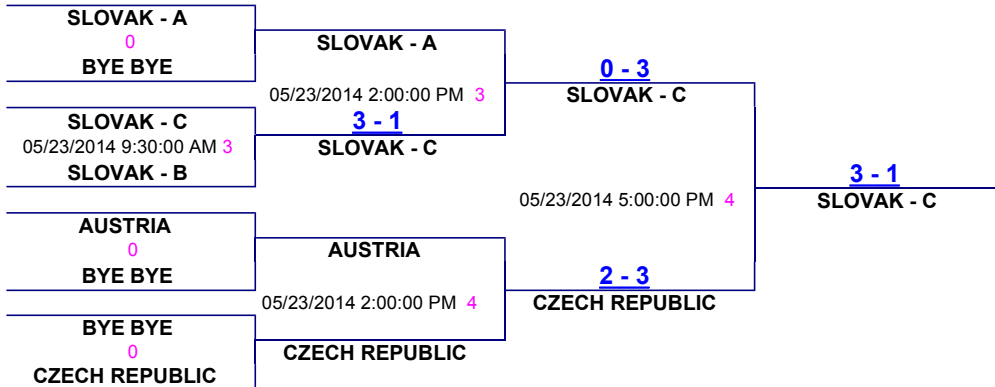 SLOVAK - A
0
BYE BYE
SLOVAK - C
05/23/2014 9:30:00 AM 3
SLOVAK - B
AUSTRIA
0
BYE BYE
BYE BYE
0
CZECH REPUBLIC
SLOVAK - A
05/23/2014 2:00:00 PM 3
3 - 1
SLOVAK - C
AUSTRIA
05/23/2014 2:00:00 PM 4
CZECH REPUBLIC
0 - 3
SLOVAK - C
05/23/2014 5:00:00 PM 4
2 - 3
CZECH REPUBLIC
3 - 1
SLOVAK - C